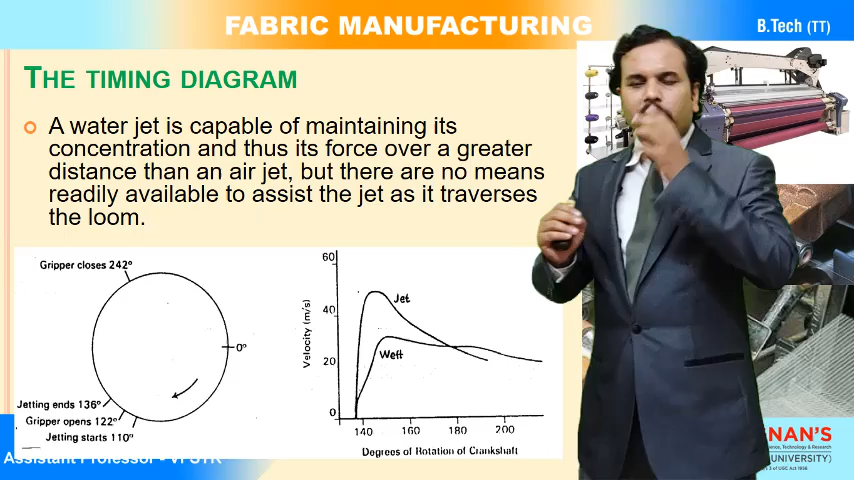 FABRIC MANUFACTURING
B.Tech (TT)
THE TIMING DIAGRAM
A water jet is capable of maintaining its
concentration and thus its force over a greater
distance than an air jet, but there are no means
readily available to assist the jet as it traverses
the loom.
Gripper closes 242°
0°
Jetting ends 136°
Gripper opens 122°
Jetting starts 110°
60
40
20
0
Velocity (m/s)
Jet
Weft
140 160 180 200
Degrees of Rotation of Crankshaft
Assistant Professor -
NAN'S
Science, Technology & Research
UNIVERSITY)